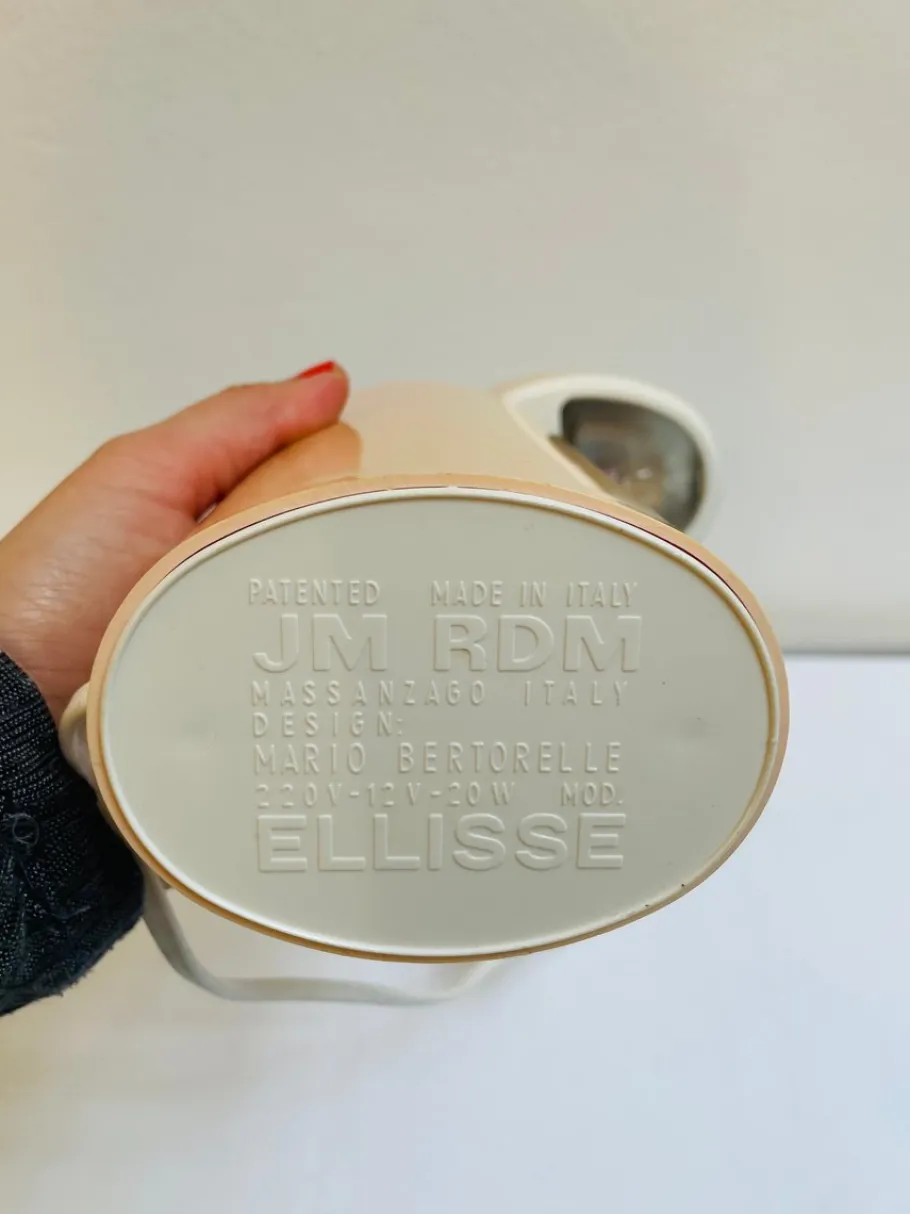 PATENTED MADE IN ITALY
JM RDM
MASSANZAGO ITALY
DESIGN:
MARIO BERTORELLE
220V-12V-20W MOD.
ELLISSE